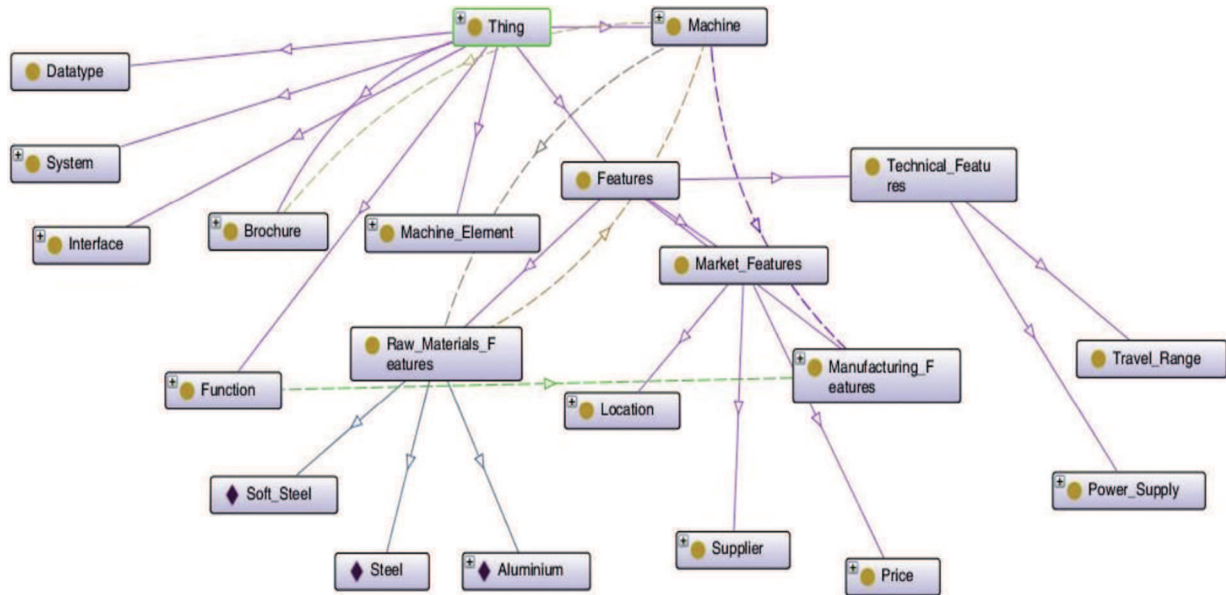 Thing
Machine
Datatype
System
Interface
Brochure
Machine_Element
Features
Technical_Featu
res
Market_Features
Raw_Materials_F
eatures
Function
Location
Manufacturing_F
eatures
Travel_Range
Soft_Steel
Power_Supply
Steel
Aluminium
Supplier
Price